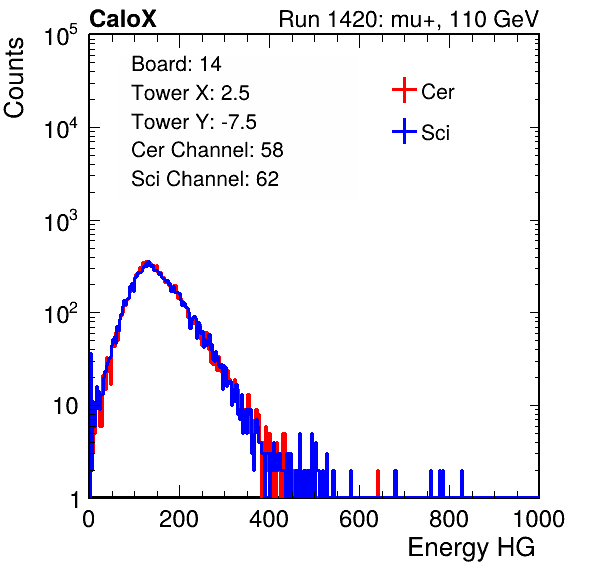 CaloX Run 1420: mu+, 110 GeV
Counts
Board: 14
Tower X: 2.5
Tower Y: -7.5
Cer Channel: 58
Sci Channel: 62
Cer
Sci
10^5
10^4
10^3
10^2
10
1
0 200 400 600 800 1000
Energy HG